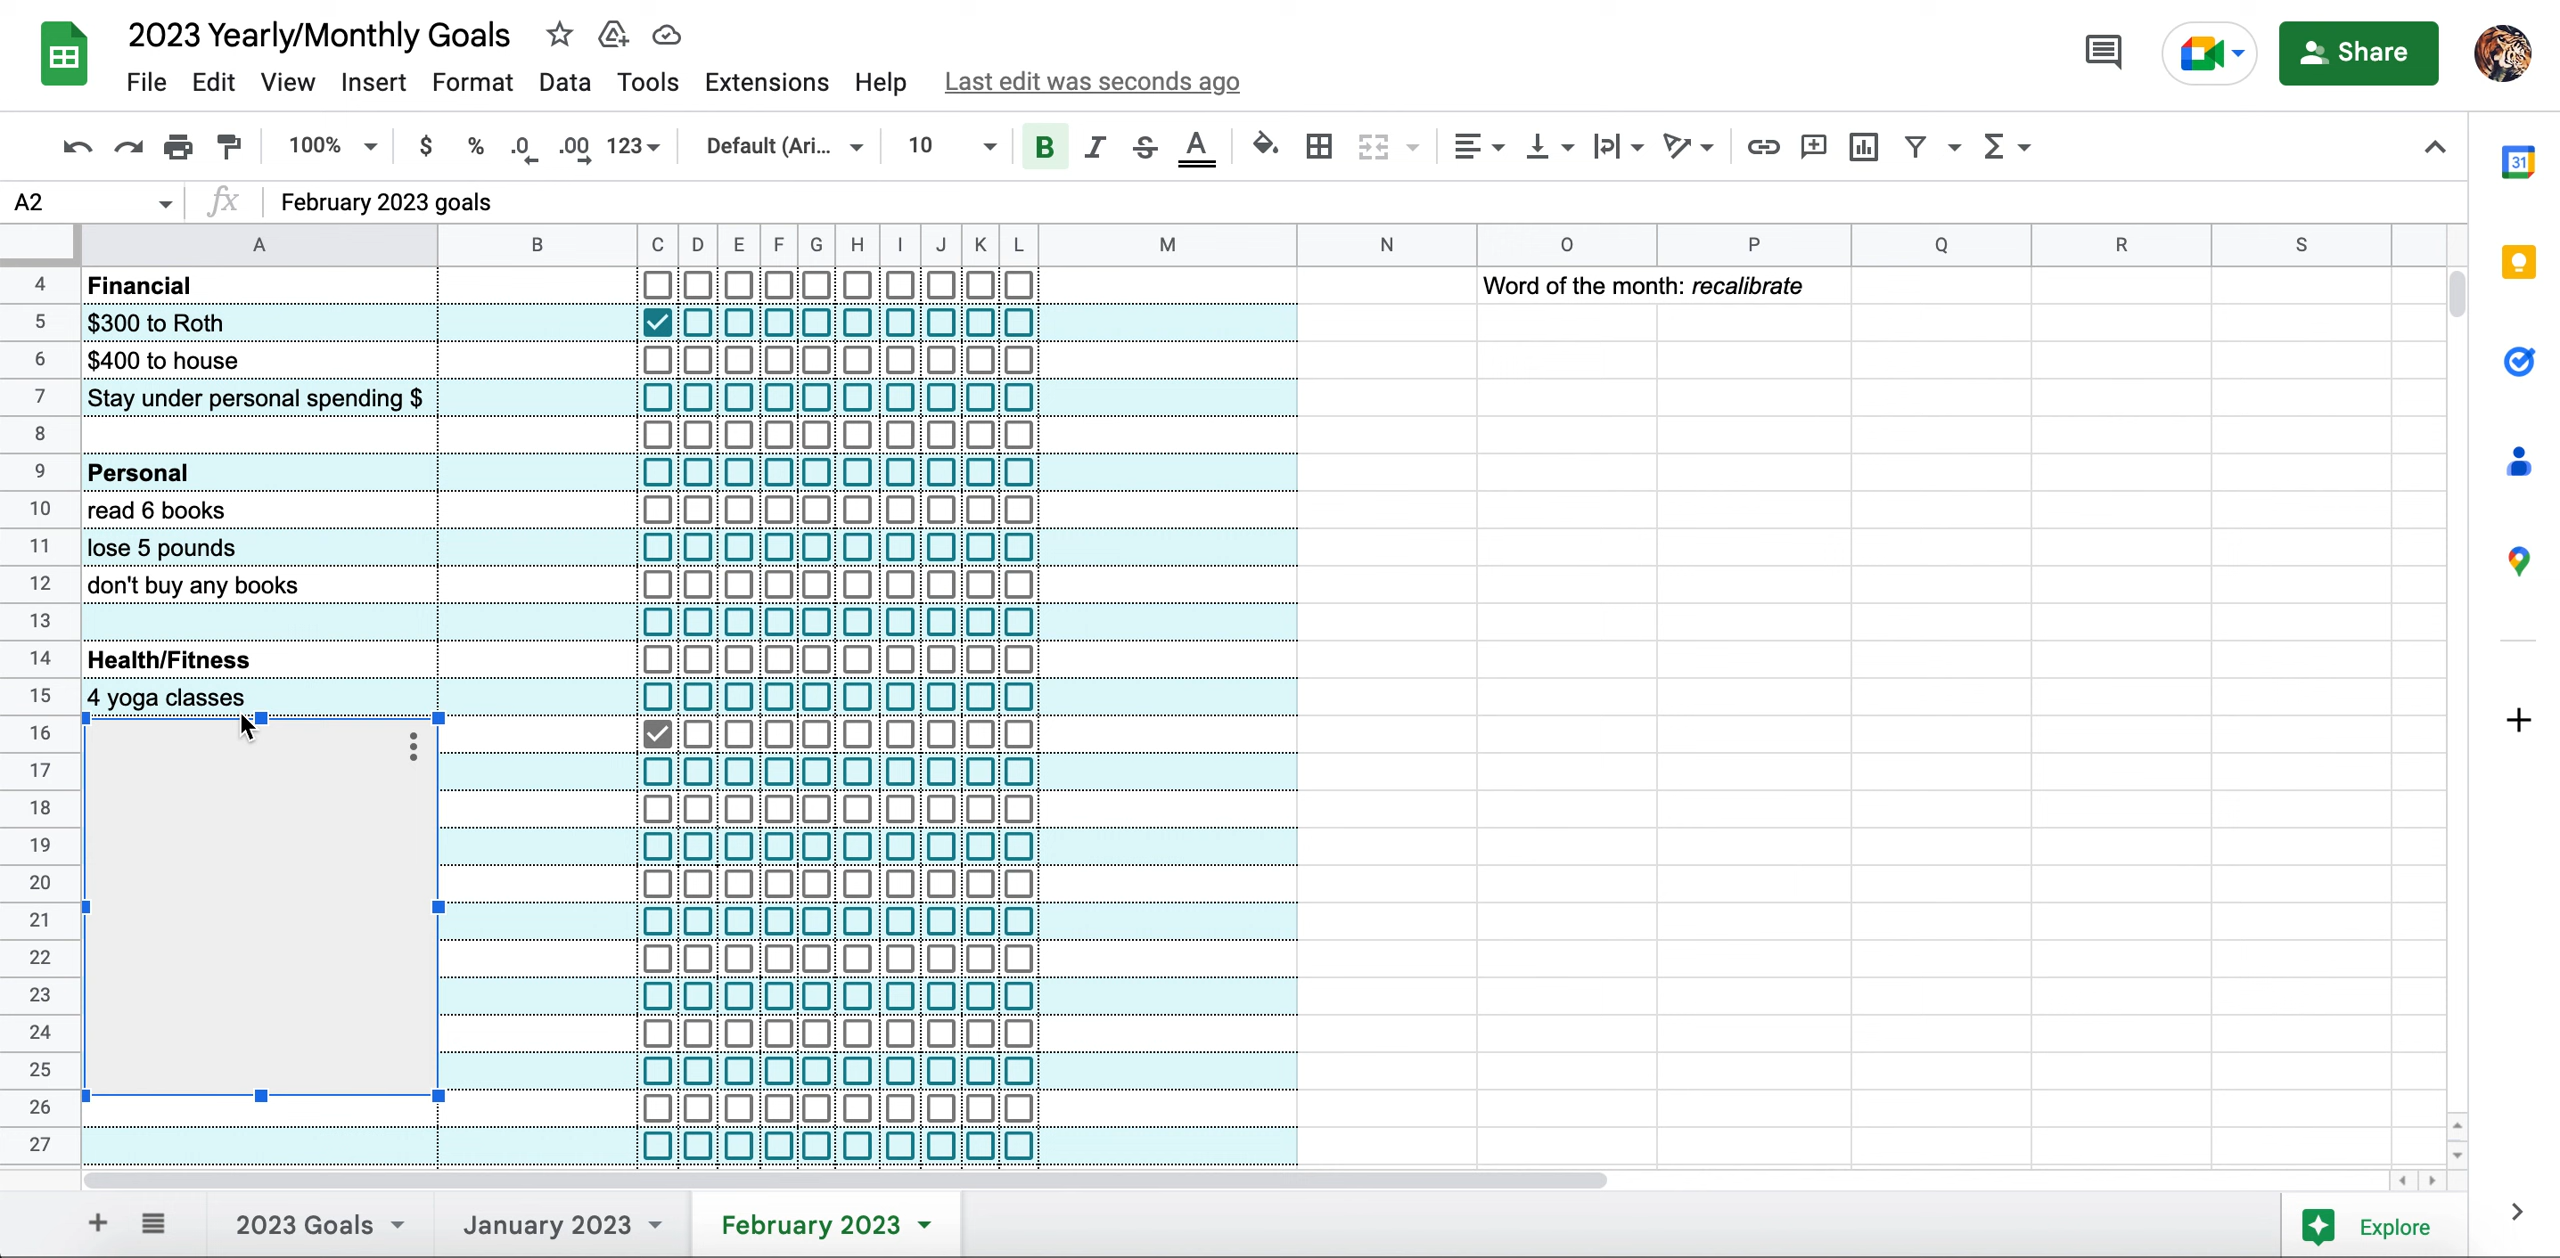 2023 Yearly/Monthly Goals
File Edit View Insert Format Data Tools Extensions Help Last edit was seconds ago
Share
100% $ % .0 .00 123 Default (Ari... 10 B I S A
31
A2 fx February 2023 goals
A B C D E F G H I J K L M N O P Q R S
4 Financial Word of the month: recalibrate
5 $300 to Roth
6 $400 to house
7 Stay under personal spending $
8
9 Personal
10 read 6 books
11 lose 5 pounds
12 don't buy any books
13
14 Health/Fitness
15 4 yoga classes
16
17
18
19
20
21
22
23
24
25
26
27
2023 Goals January 2023 February 2023 Explore